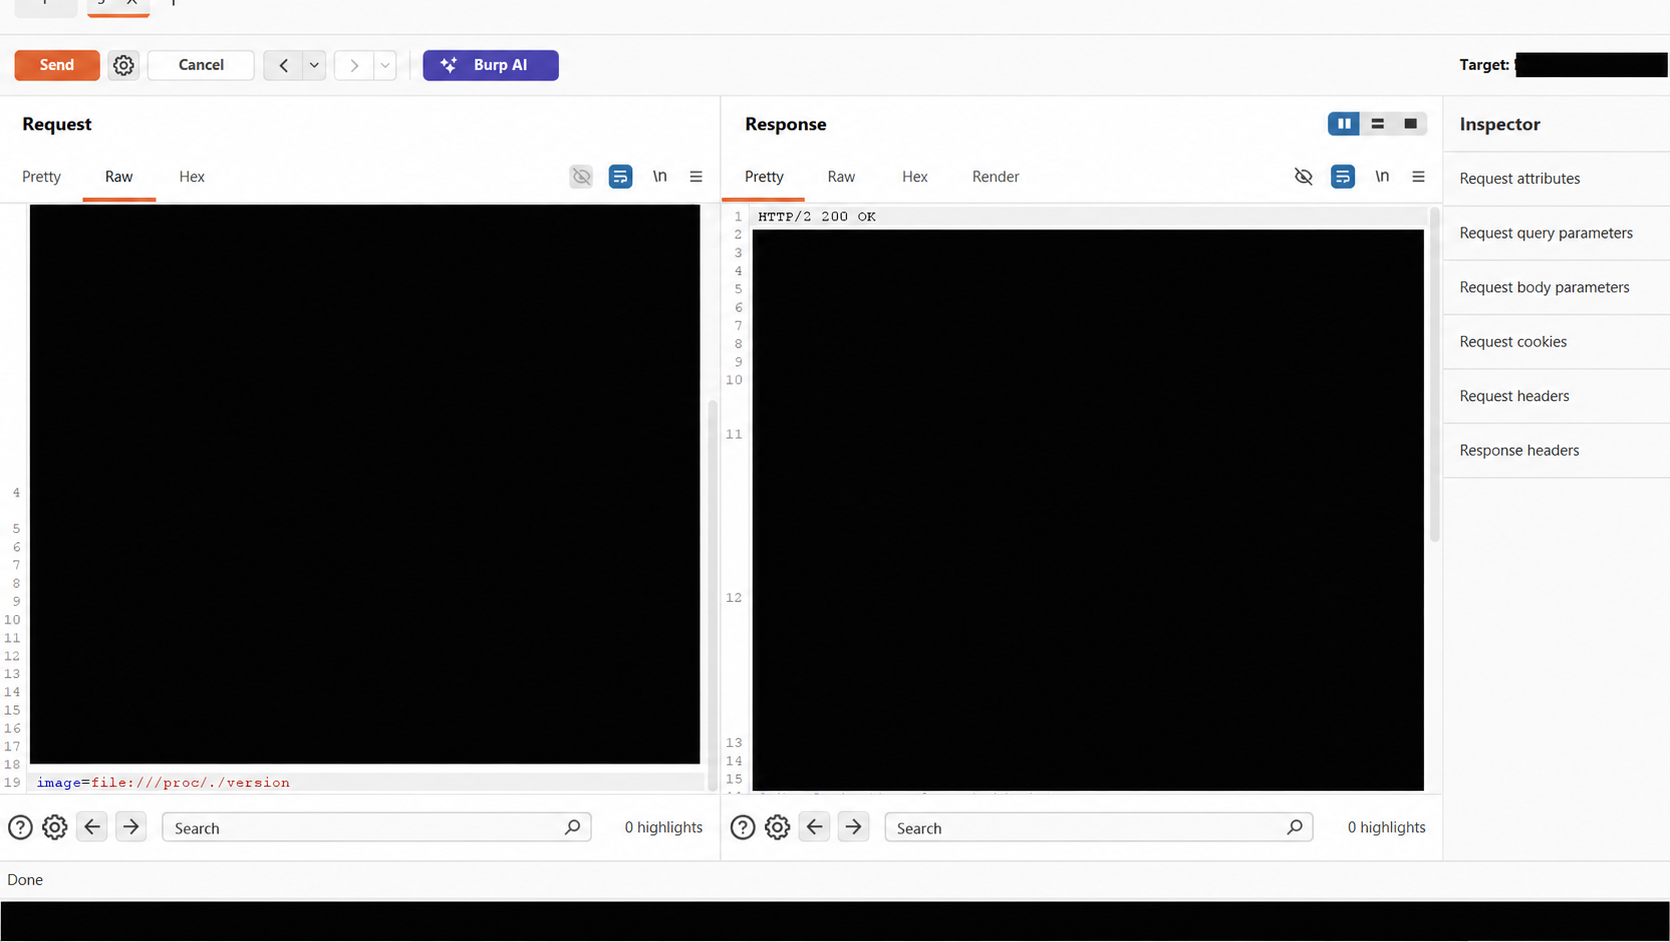 Send
Cancel
Burp AI
Target:
Request
Response
Inspector
Pretty
Raw
Hex
\n
Pretty
Raw
Hex
Render
\n
Request attributes
Request query parameters
Request body parameters
Request cookies
Request headers
Response headers
4
5
6
7
8
9
10
11
12
13
14
15
16
17
18
19 image=file:///proc/./version
1 HTTP/2 200 OK
2
3
4
5
6
7
8
9
10
11
12
13
14
15
Search
0 highlights
Search
0 highlights
Done